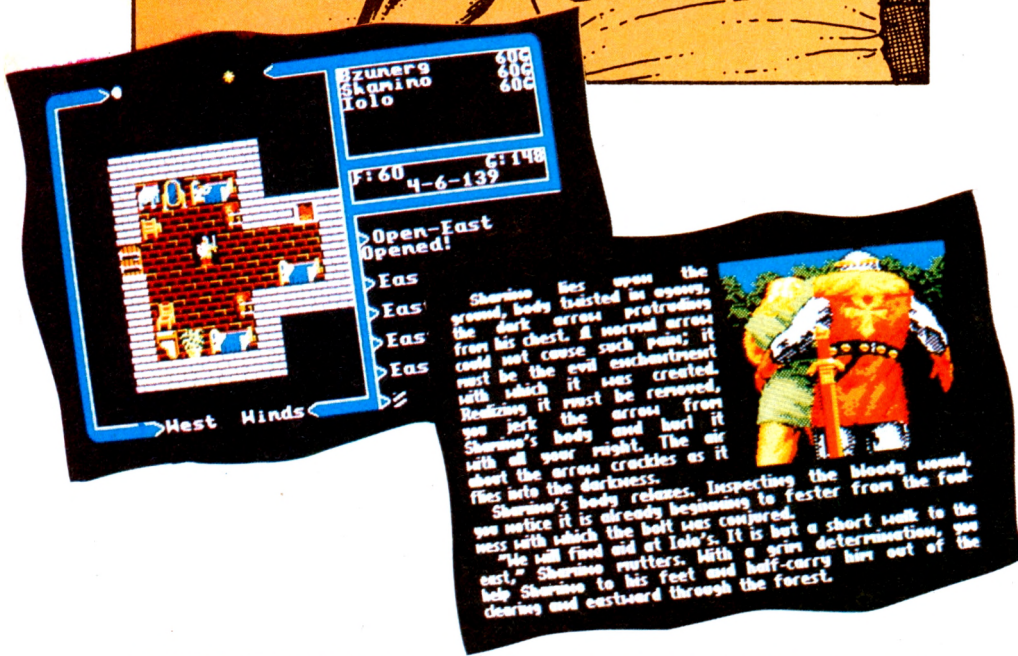 Bzunerg 60G
Shamino 60G
Iolo 60G
F:60 G:148
4-6-139
Open-East
Opened!
Eas
Eas
Eas
Eas
West Winds
Shamino lies upon the
ground, body twisted in agony,
the dark arrow protruding
from his chest. A normal arrow
could not cause such pain; it
must be the evil enchantment
with which it was created.
Realizing it must be removed,
you jerk the arrow from
Shamino's body and hurl it
with all your might. The air
about the arrow crackles as it
flies into the darkness.
Shamino's body relaxes. Inspecting the bloody wound,
you notice it is already beginning to fester from the foul-
ness with which the bolt was conjured.
"We will find aid at Iolo's. It is but a short walk to the
east," Shamino mutters. With a grim determination, you
help Shamino to his feet and half-carry him out of the
clearing and eastward through the forest.